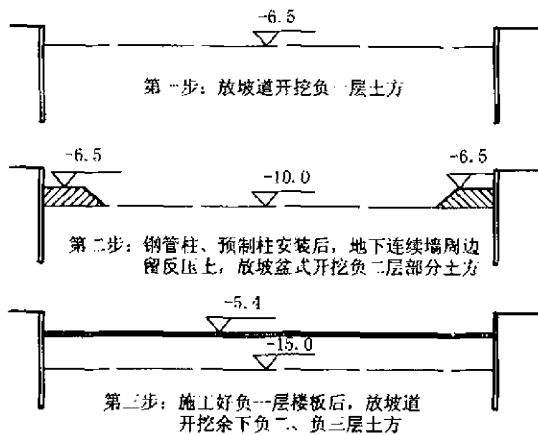 -6.5
第一步：放坡道开挖负一层土方
-6.5
-10.0
-6.5
第二步：钢管柱、预制柱安装后，地下连续墙周边
留反压土，放坡盆式开挖负二层部分土方
-5.4
-15.0
第三步：施工好负一层楼板后，放坡道
开挖余下负二、负三层土方